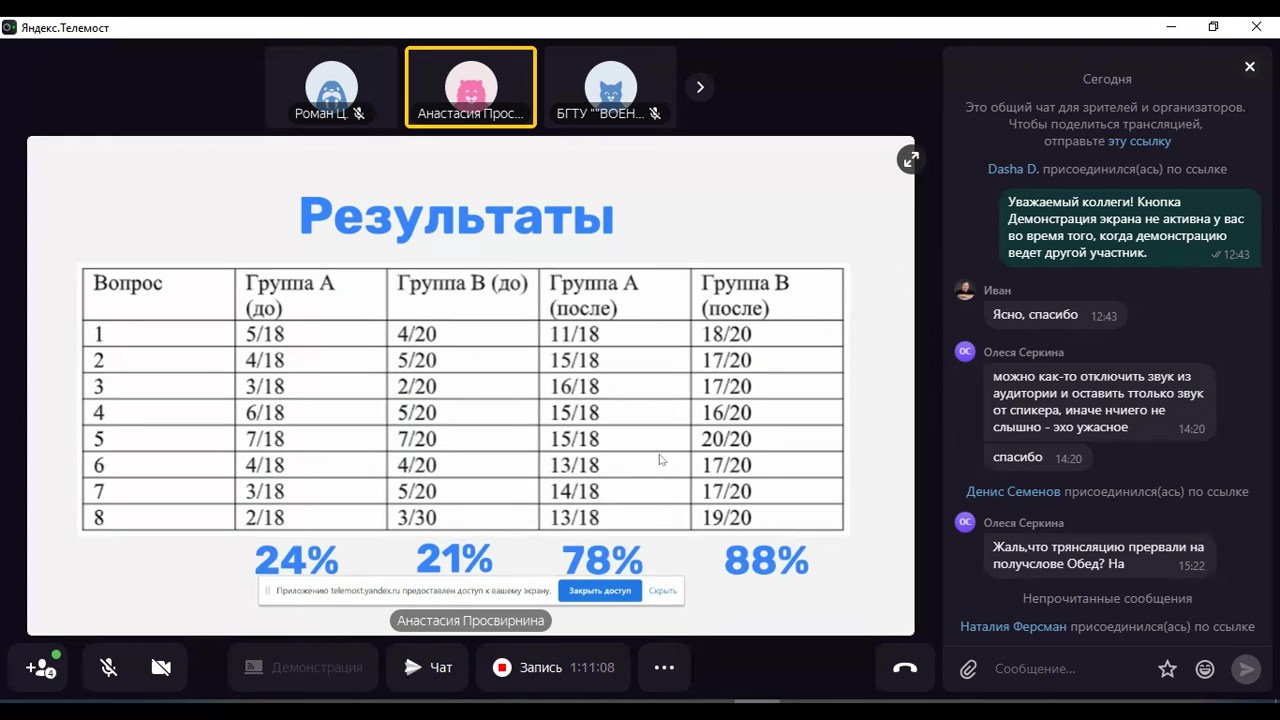 Яндекс.Телемост
Роман Ц.
Анастасия Прос...
БГТУ ""ВОЕН...
Результаты
Вопрос Группа А (до) Группа В (до) Группа А (после) Группа В (после)
1 5/18 4/20 11/18 18/20
2 4/18 5/20 15/18 17/20
3 3/18 2/20 16/18 17/20
4 6/18 5/20 15/18 16/20
5 7/18 7/20 15/18 20/20
6 4/18 4/20 13/18 17/20
7 3/18 5/20 14/18 17/20
8 2/18 3/30 13/18 19/20
24% 21% 78% 88%
Приложению telemost.yandex.ru предоставлен доступ к вашему экрану. Закрыть доступ Скрыть
Анастасия Просвирнина
4
Демонстрация
Чат
Запись 1:11:08
Сегодня
Это общий чат для зрителей и организаторов.
Чтобы поделиться трансляцией,
отправьте эту ссылку
Dasha D. присоединился(ась) по ссылке
Уважаемый коллеги! Кнопка
Демонстрация экрана не активна у вас
во время того, когда демонстрацию
ведет другой участник. 12:43
Иван
Ясно, спасибо 12:43
ОС Олеся Серкина
можно как-то отключить звук из
аудитории и оставить ттолько звук
от спикера, иначе нчиего не
слышно - эхо ужасное 14:20
спасибо 14:20
Денис Семенов присоединился(ась) по ссылке
ОС Олеся Серкина
Жаль,что трянсляцию прервали на
получслове Обед? На 15:22
Непрочитанные сообщения
Наталия Ферсман присоединился(ась) по ссылке
Сообщение...